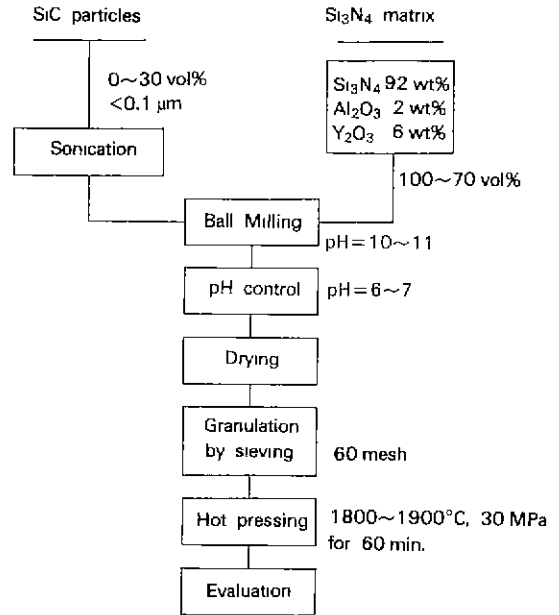 SiC particles
Si₃N₄ matrix
0~30 vol%
<0.1 μm
Si₃N₄ 92 wt%
Al₂O₃ 2 wt%
Y₂O₃ 6 wt%
Sonication
100~70 vol%
Ball Milling
pH=10~11
pH control
pH=6~7
Drying
Granulation
by sieving
60 mesh
Hot pressing
1800~1900°C, 30 MPa
for 60 min.
Evaluation